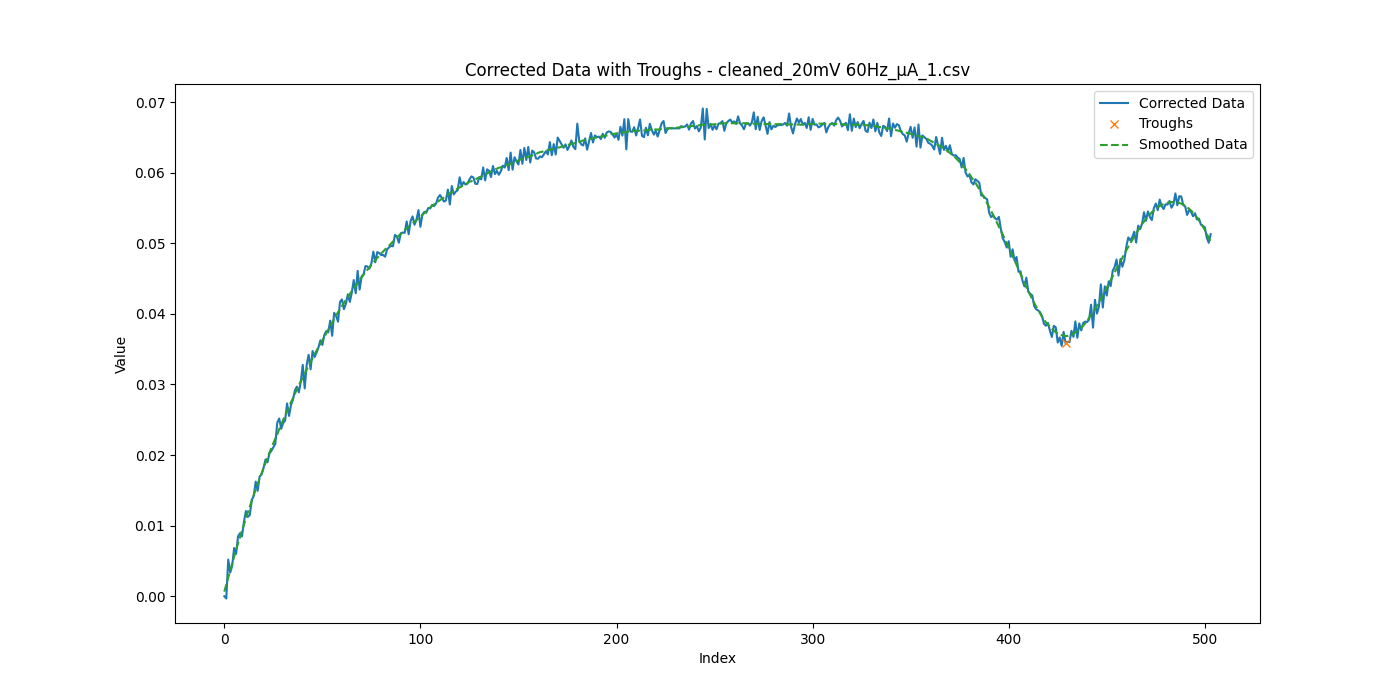 Corrected Data with Troughs - cleaned_20mV 60Hz_μA_1.csv
Corrected Data
Troughs
Smoothed Data
Value
0.07
0.06
0.05
0.04
0.03
0.02
0.01
0.00
0 100 200 300 400 500
Index